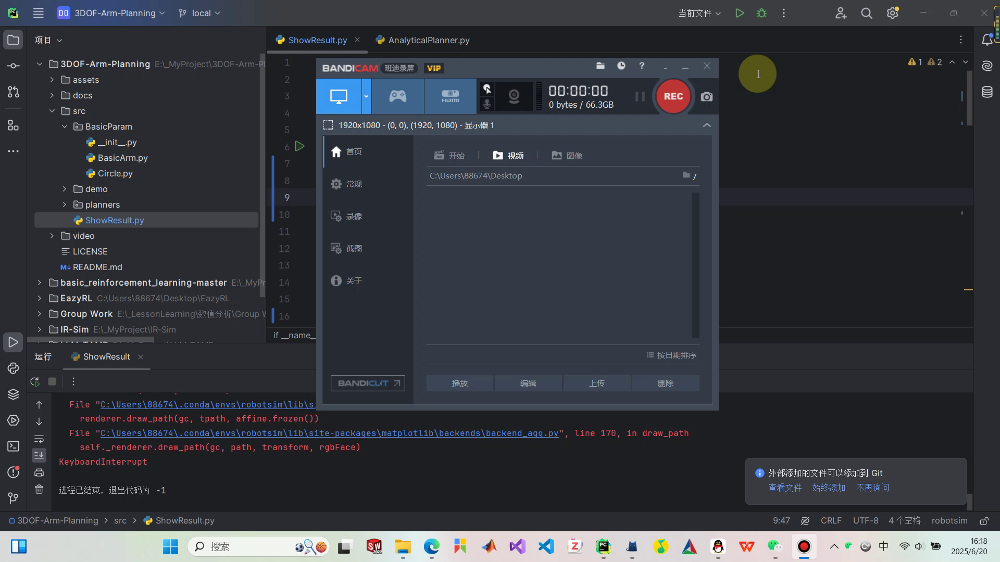 DO 3DOF-Arm-Planning local 当前文件
项目
ShowResult.py
AnalyticalPlanner.py
3DOF-Arm-Planning E:\_MyProject\3DOF-Arm-Pl
assets
docs
src
BasicParam
__init__.py
BasicArm.py
Circle.py
demo
planners
ShowResult.py
video
LICENSE
M↓ README.md
basic_reinforcement_learning-master E:\_MyPr
EazyRL C:\Users\88674\Desktop\EazyRL
Group Work E:\_LessonLearning\数值分析\Group W
IR-Sim E:\_MyProject\IR-Sim
1
2
3
4
5
6
7
8
9
10
11
12
13
14
15
16
if __name_
1 2
BANDICAM 班迪录屏 VIP
?
HDMI
00:00:00
0 bytes / 66.3GB
REC
1920x1080 - (0, 0), (1920, 1080) - 显示器 1
首页
常规
录像
截图
关于
BANDICUT
开始 视频 图像
C:\Users\88674\Desktop
/
按日期排序
播放 编辑 上传 删除
运行 ShowResult
File "C:\Users\88674\.conda\envs\robotsim\lib\si
renderer.draw_path(gc, tpath, affine.frozen())
File "C:\Users\88674\.conda\envs\robotsim\lib\site-packages\matplotlib\backends\backend_agg.py", line 170, in draw_path
self._renderer.draw_path(gc, path, transform, rgbFace)
KeyboardInterrupt
进程已结束，退出代码为 -1
外部添加的文件可以添加到 Git
查看文件 始终添加 不再询问
3DOF-Arm-Planning > src > ShowResult.py
9:47 CRLF UTF-8 4 个空格 robotsim
搜索
中
16:18
2025/6/20